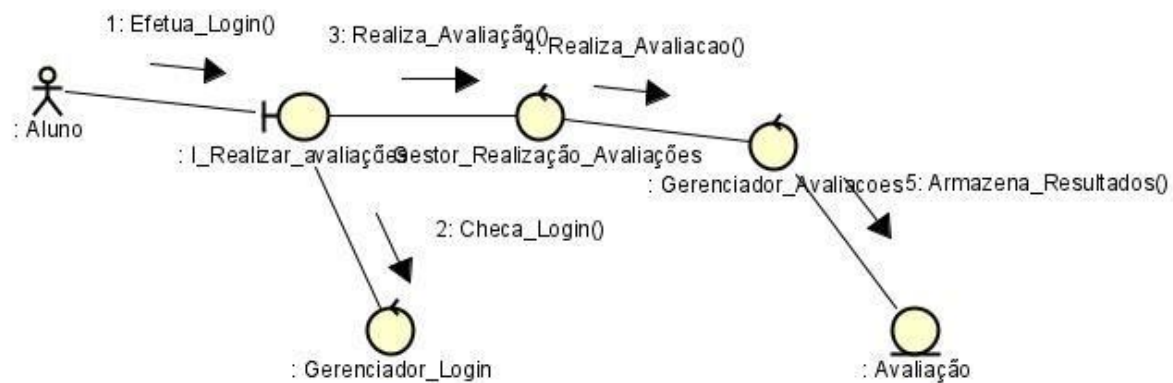 1: Efetua_Login()
3: Realiza_Avaliação()
4: Realiza_Avaliacao()
: Aluno
: I_Realizar_avaliações
Gestor_Realização_Avaliações
: Gerenciador_Avaliacoes
5: Armazena_Resultados()
2: Checa_Login()
: Gerenciador_Login
: Avaliação